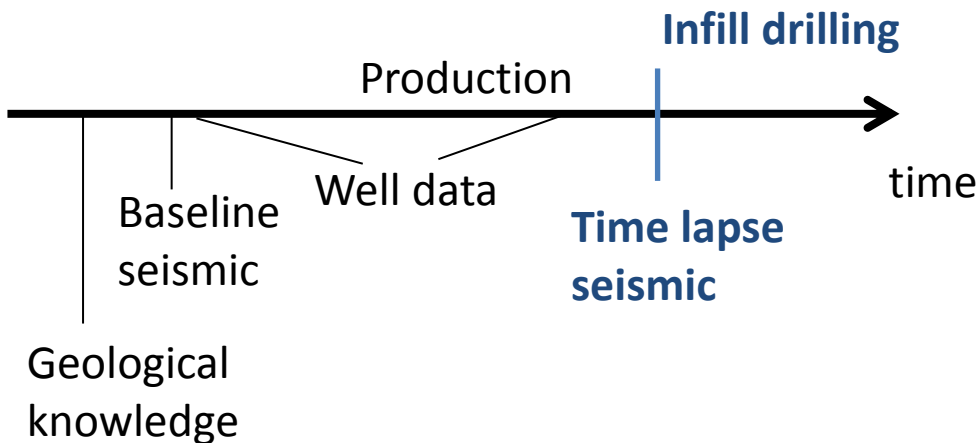 Infill drilling
Production
time
Well data
Baseline
seismic
Time lapse
seismic
Geological
knowledge